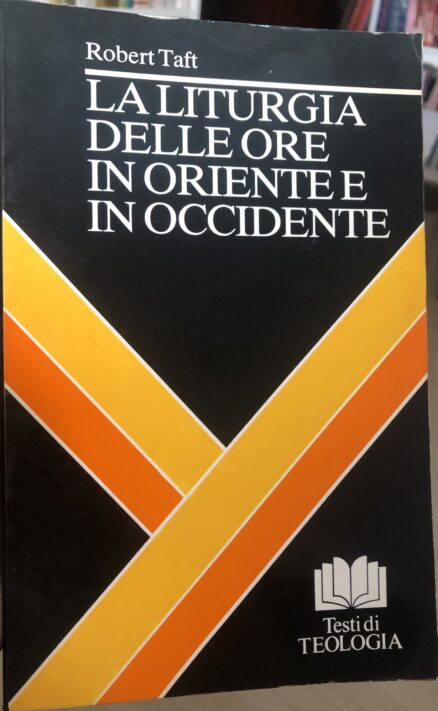 Robert Taft
LA LITURGIA
DELLE ORE
IN ORIENTE E
IN OCCIDENTE
Testi di
TEOLOGIA